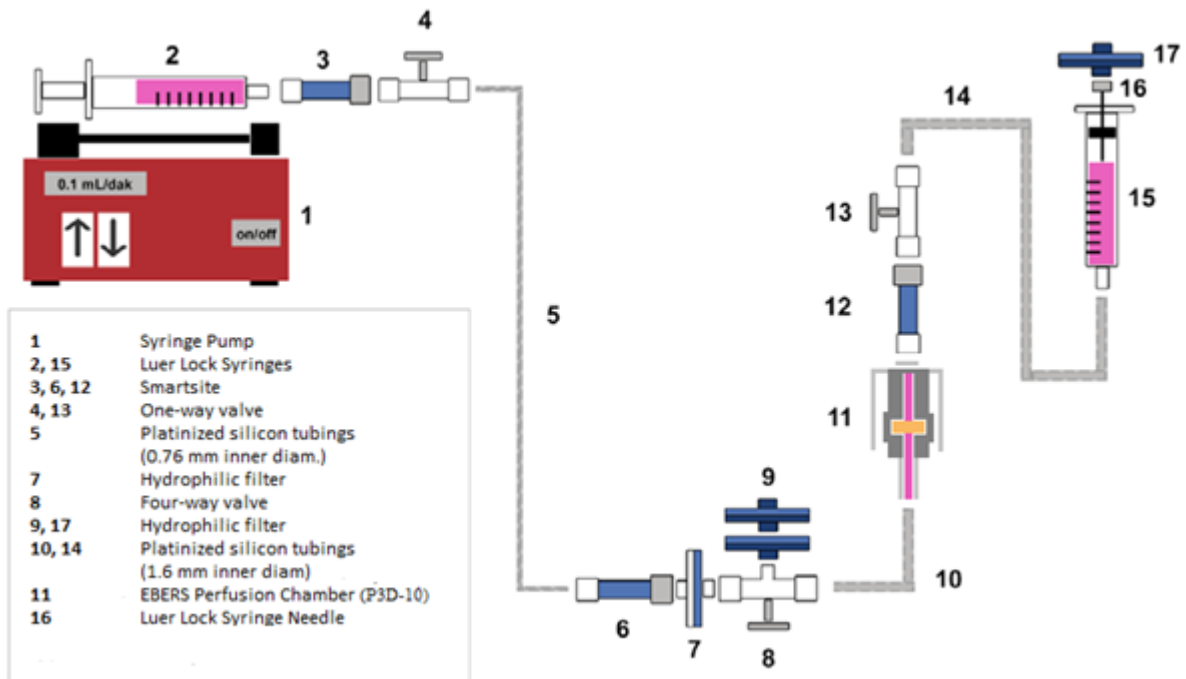 4
17
2
3
16
14
0.1 mL/dak
1
on/off
13
15
12
5
11
9
10
6
7
8
1 Syringe Pump
2, 15 Luer Lock Syringes
3, 6, 12 Smartsite
4, 13 One-way valve
5 Platinized silicon tubings
(0.76 mm inner diam.)
7 Hydrophilic filter
8 Four-way valve
9, 17 Hydrophilic filter
10, 14 Platinized silicon tubings
(1.6 mm inner diam)
11 EBERS Perfusion Chamber (P3D-10)
16 Luer Lock Syringe Needle